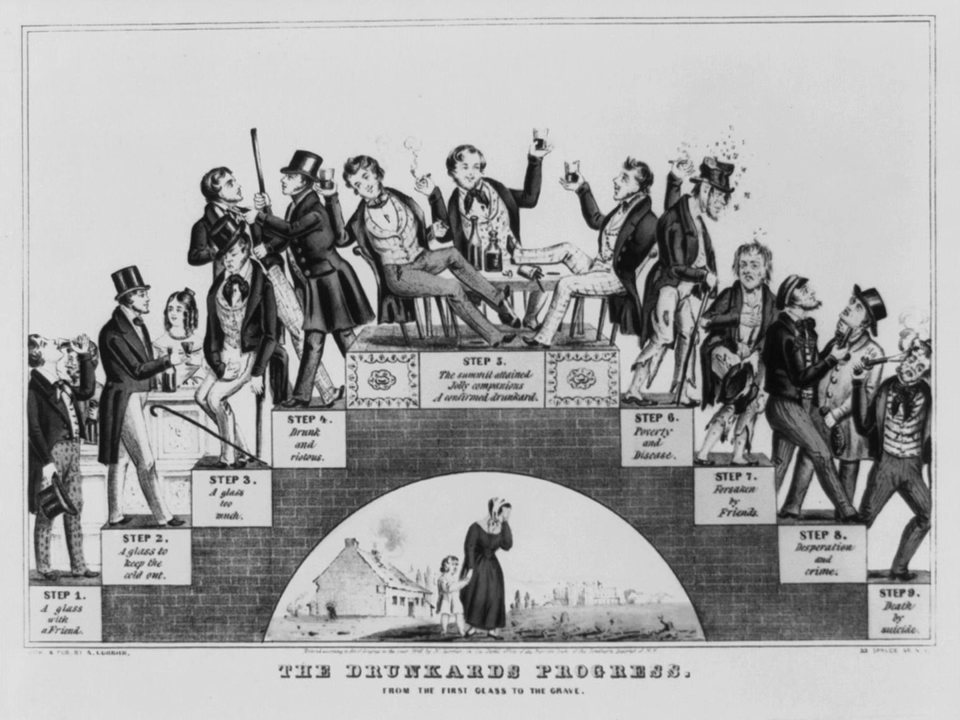 STEP 1.
A glass
with
a Friend.
STEP 2.
A glass to
keep the
cold out.
STEP 3.
A glass
too
much.
STEP 4.
Drunk
and
riotous.
STEP 5.
The summit attained
Jolly companions
A confirmed drunkard.
STEP 6.
Poverty
and
Disease.
STEP 7.
Forsaken
by
Friends.
STEP 8.
Desperation
and
crime.
STEP 9.
Death
by
suicide.
& PUB. BY N. CURRIER,
THE DRUNKARDS PROGRESS.
FROM THE FIRST GLASS TO THE GRAVE.